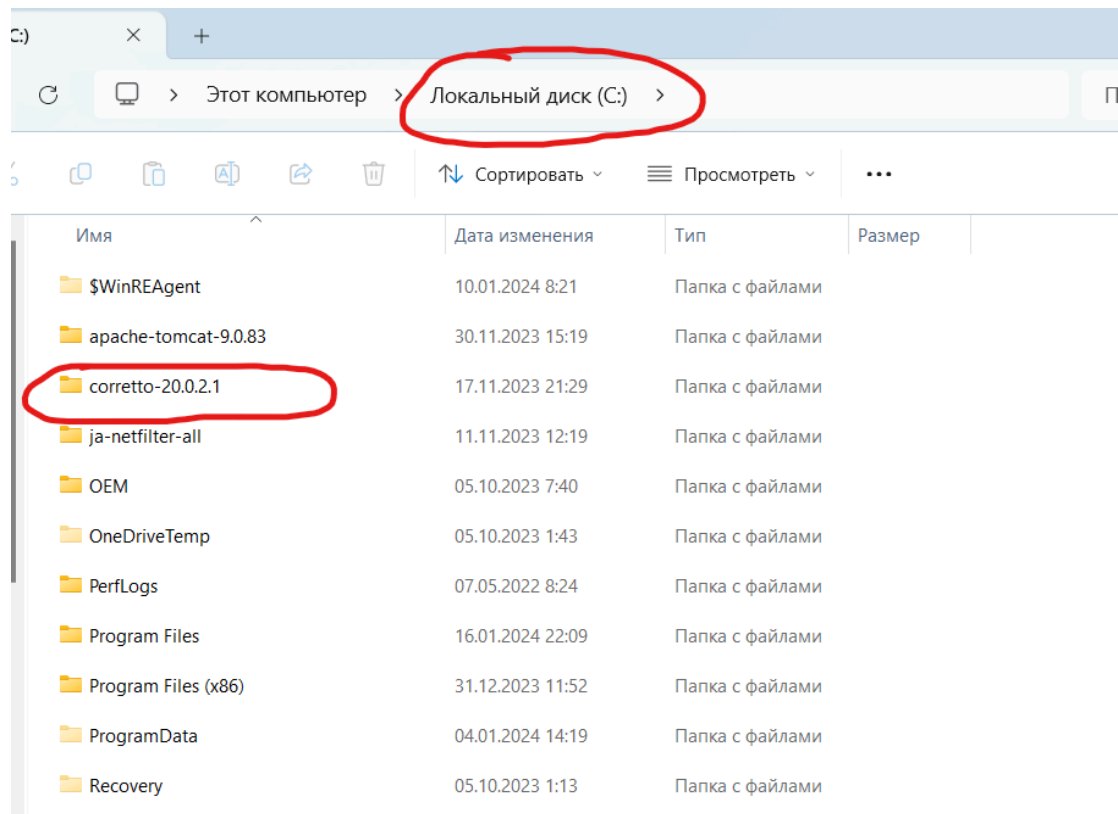 C:)
Этот компьютер Локальный диск (C:) П
Сортировать Просмотреть
Имя Дата изменения Тип Размер
$WinREAgent 10.01.2024 8:21 Папка с файлами
apache-tomcat-9.0.83 30.11.2023 15:19 Папка с файлами
corretto-20.0.2.1 17.11.2023 21:29 Папка с файлами
ja-netfilter-all 11.11.2023 12:19 Папка с файлами
OEM 05.10.2023 7:40 Папка с файлами
OneDriveTemp 05.10.2023 1:43 Папка с файлами
PerfLogs 07.05.2022 8:24 Папка с файлами
Program Files 16.01.2024 22:09 Папка с файлами
Program Files (x86) 31.12.2023 11:52 Папка с файлами
ProgramData 04.01.2024 14:19 Папка с файлами
Recovery 05.10.2023 1:13 Папка с файлами